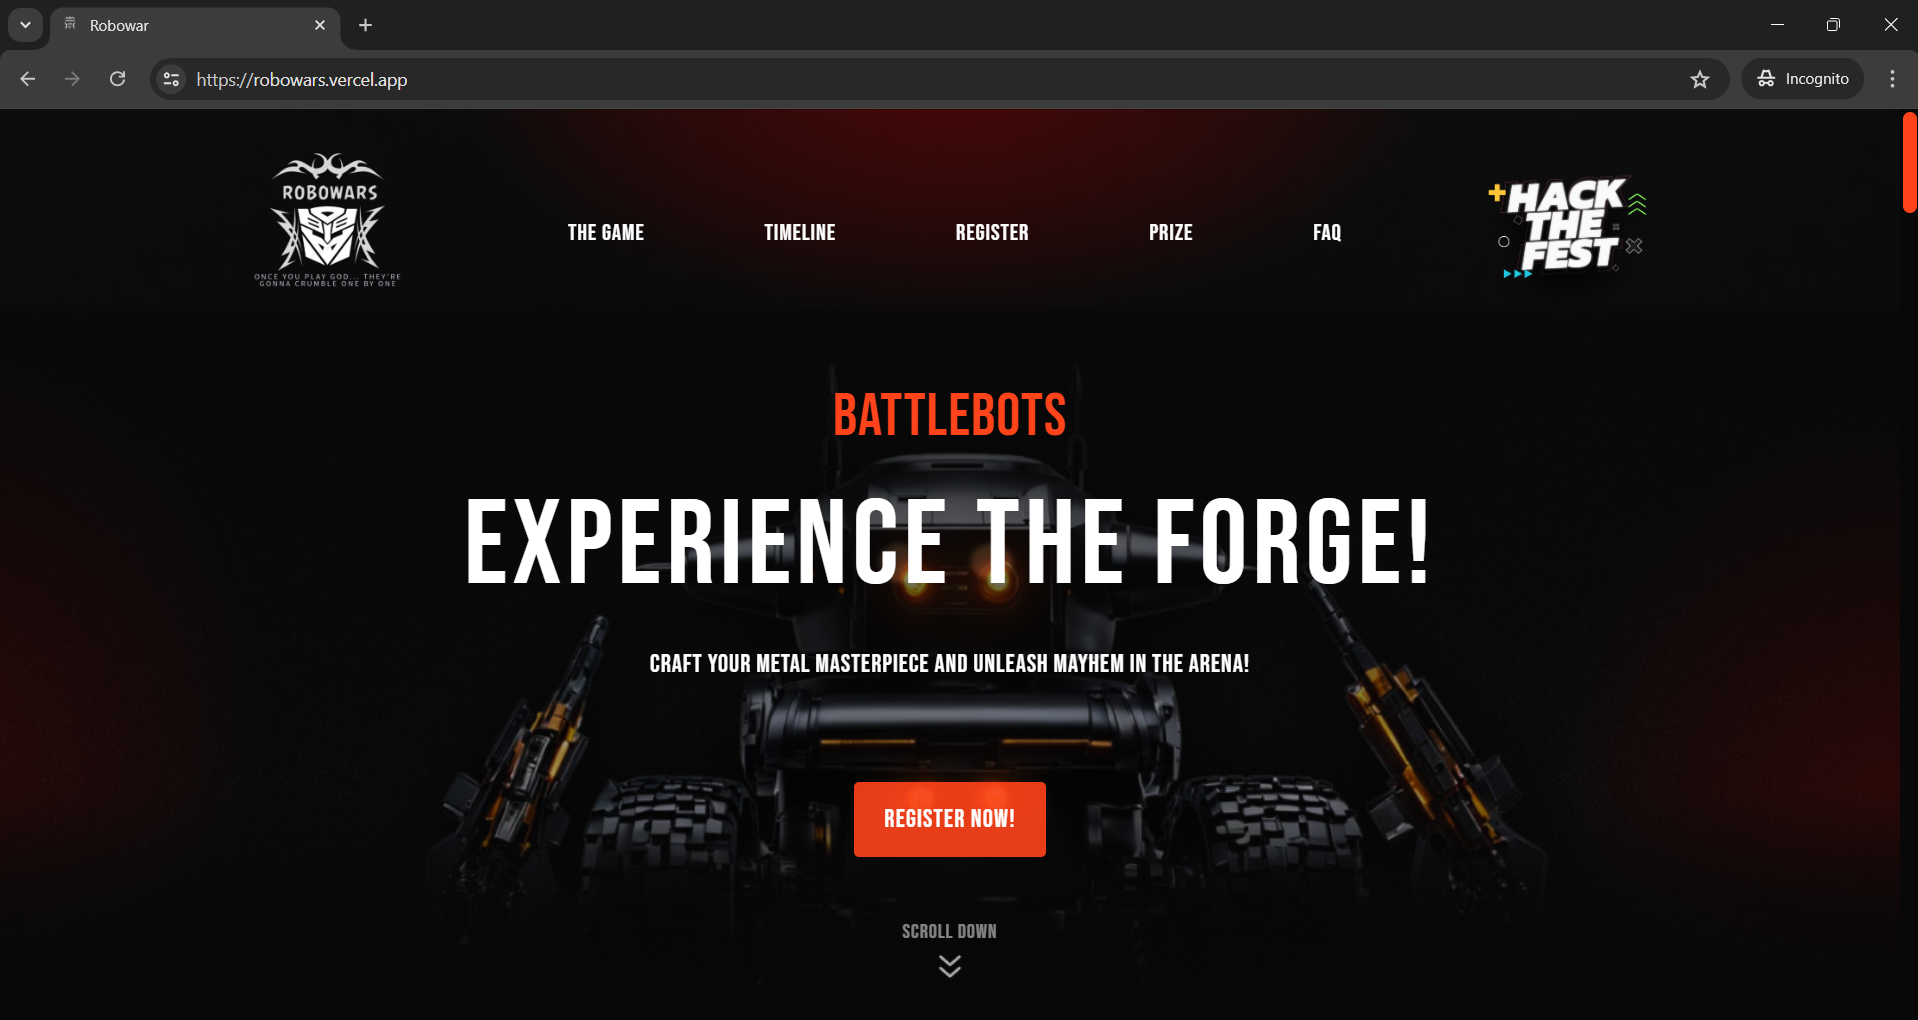 Robowar
https://robowars.vercel.app
Incognito
ROBOWARS
ONCE YOU PLAY GOD... THEY'RE
GONNA CRUMBLE ONE BY ONE
THE GAME
TIMELINE
REGISTER
PRIZE
FAQ
HACK
THE
FEST
BATTLEBOTS
EXPERIENCE THE FORGE!
CRAFT YOUR METAL MASTERPIECE AND UNLEASH MAYHEM IN THE ARENA!
REGISTER NOW!
SCROLL DOWN